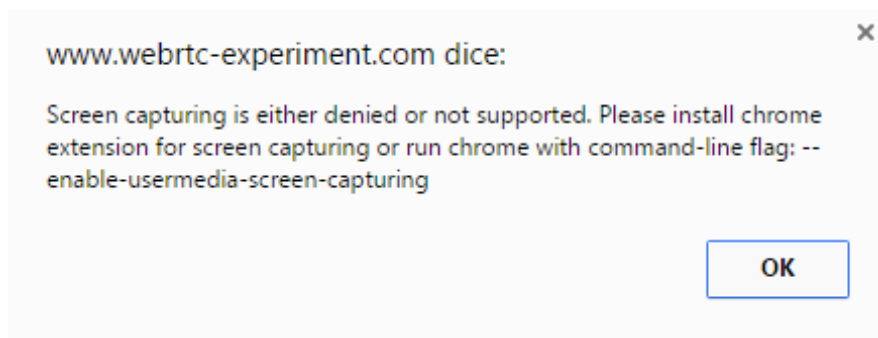 www.webrtc-experiment.com dice:
Screen capturing is either denied or not supported. Please install chrome
extension for screen capturing or run chrome with command-line flag: --
enable-usermedia-screen-capturing
OK